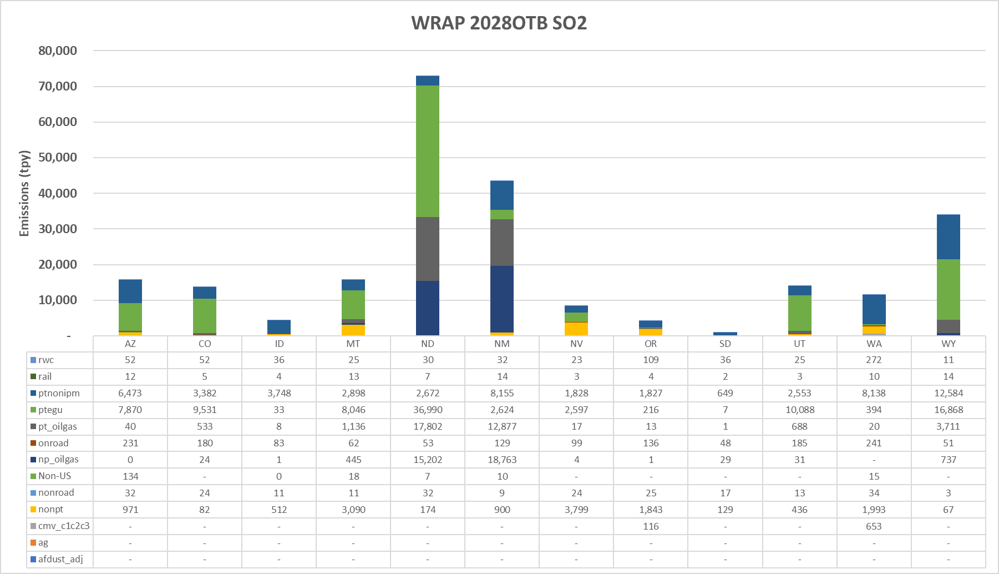 WRAP 2028OTB SO2
Emissions (tpy)
80,000
70,000
60,000
50,000
40,000
30,000
20,000
10,000
-
AZ CO ID MT ND NM NV OR SD UT WA WY
rwc 52 52 36 25 30 32 23 109 36 25 272 11
rail 12 5 4 13 7 14 3 4 2 3 10 14
ptnonipm 6,473 3,382 3,748 2,898 2,672 8,155 1,828 1,827 649 2,553 8,138 12,584
ptegu 7,870 9,531 33 8,046 36,990 2,624 2,597 216 7 10,088 394 16,868
pt_oilgas 40 533 8 1,136 17,802 12,877 17 13 1 688 20 3,711
onroad 231 180 83 62 53 129 99 136 48 185 241 51
np_oilgas 0 24 1 445 15,202 18,763 4 1 29 31 - 737
Non-US 134 - 0 18 7 10 - - - - 15 -
nonroad 32 24 11 11 32 9 24 25 17 13 34 3
nonpt 971 82 512 3,090 174 900 3,799 1,843 129 436 1,993 67
cmv_c1c2c3 - - - - - - - 116 - - 653 -
ag - - - - - - - - - - - -
afdust_adj - - - - - - - - - - - -